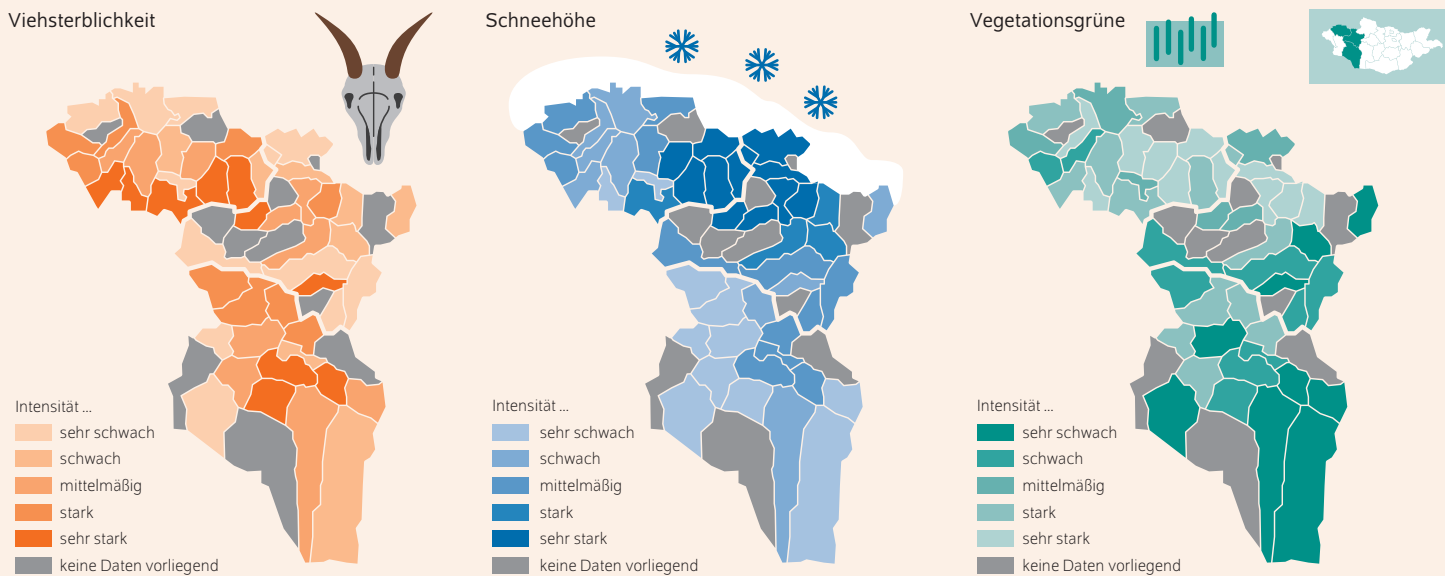 Viehsterblichkeit
Intensität ...
sehr schwach
schwach
mittelmäßig
stark
sehr stark
keine Daten vorliegend
Schneehöhe
Intensität ...
sehr schwach
schwach
mittelmäßig
stark
sehr stark
keine Daten vorliegend
Vegetationsgrüne
Intensität ...
sehr schwach
schwach
mittelmäßig
stark
sehr stark
keine Daten vorliegend